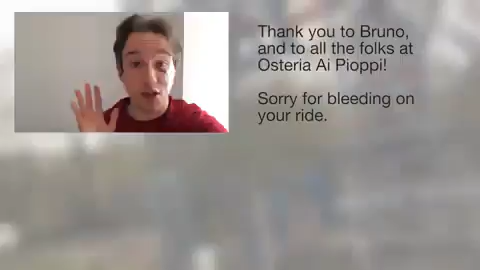 Thank you to Bruno,
and to all the folks at
Osteria Ai Pioppi!
Sorry for bleeding on
your ride.